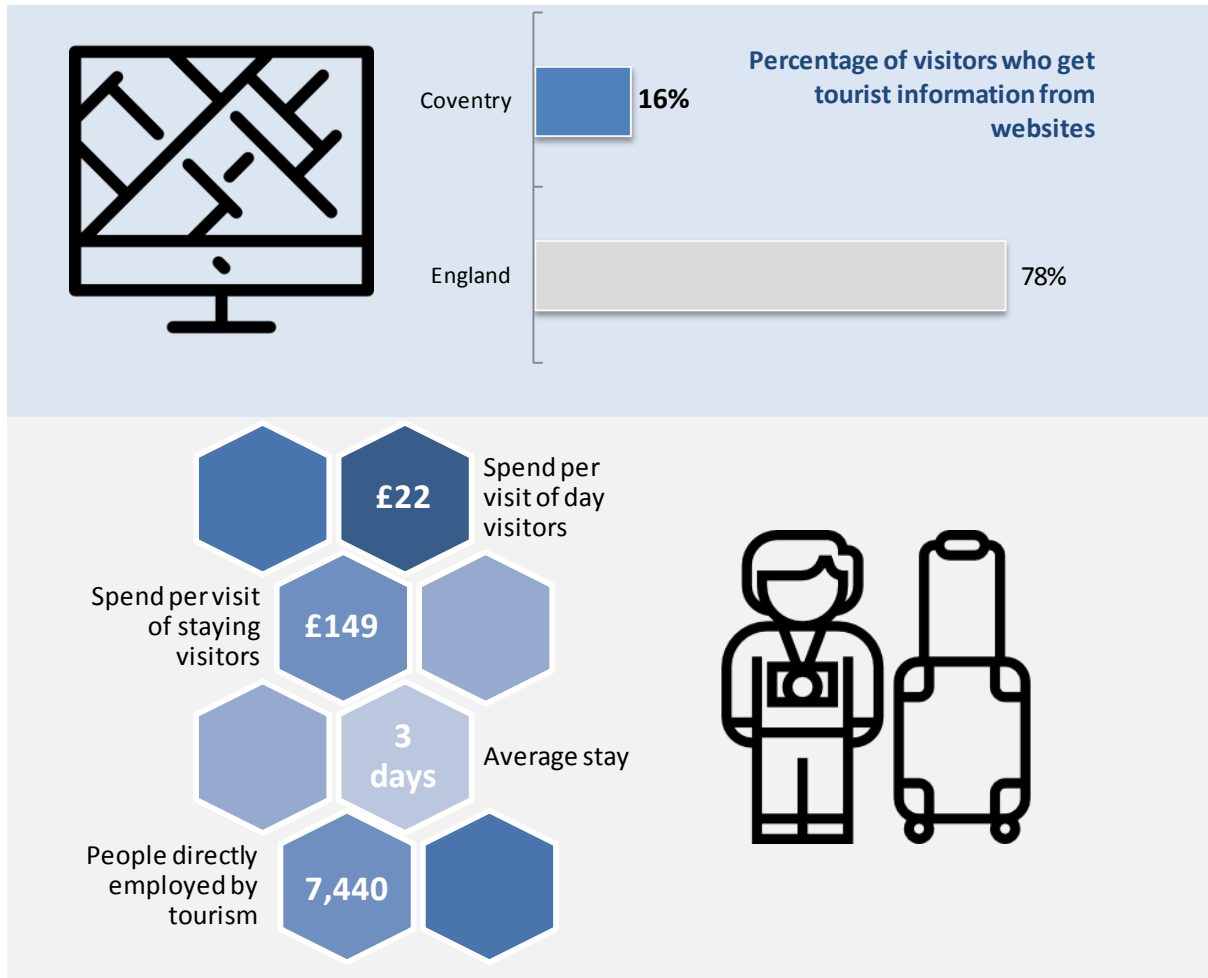 Percentage of visitors who get
tourist information from
websites
Coventry
16%
England
78%
£22
Spend per
visit of day
visitors
Spend per visit
of staying
visitors
£149
3
days
Average stay
People directly
employed by
tourism
7,440